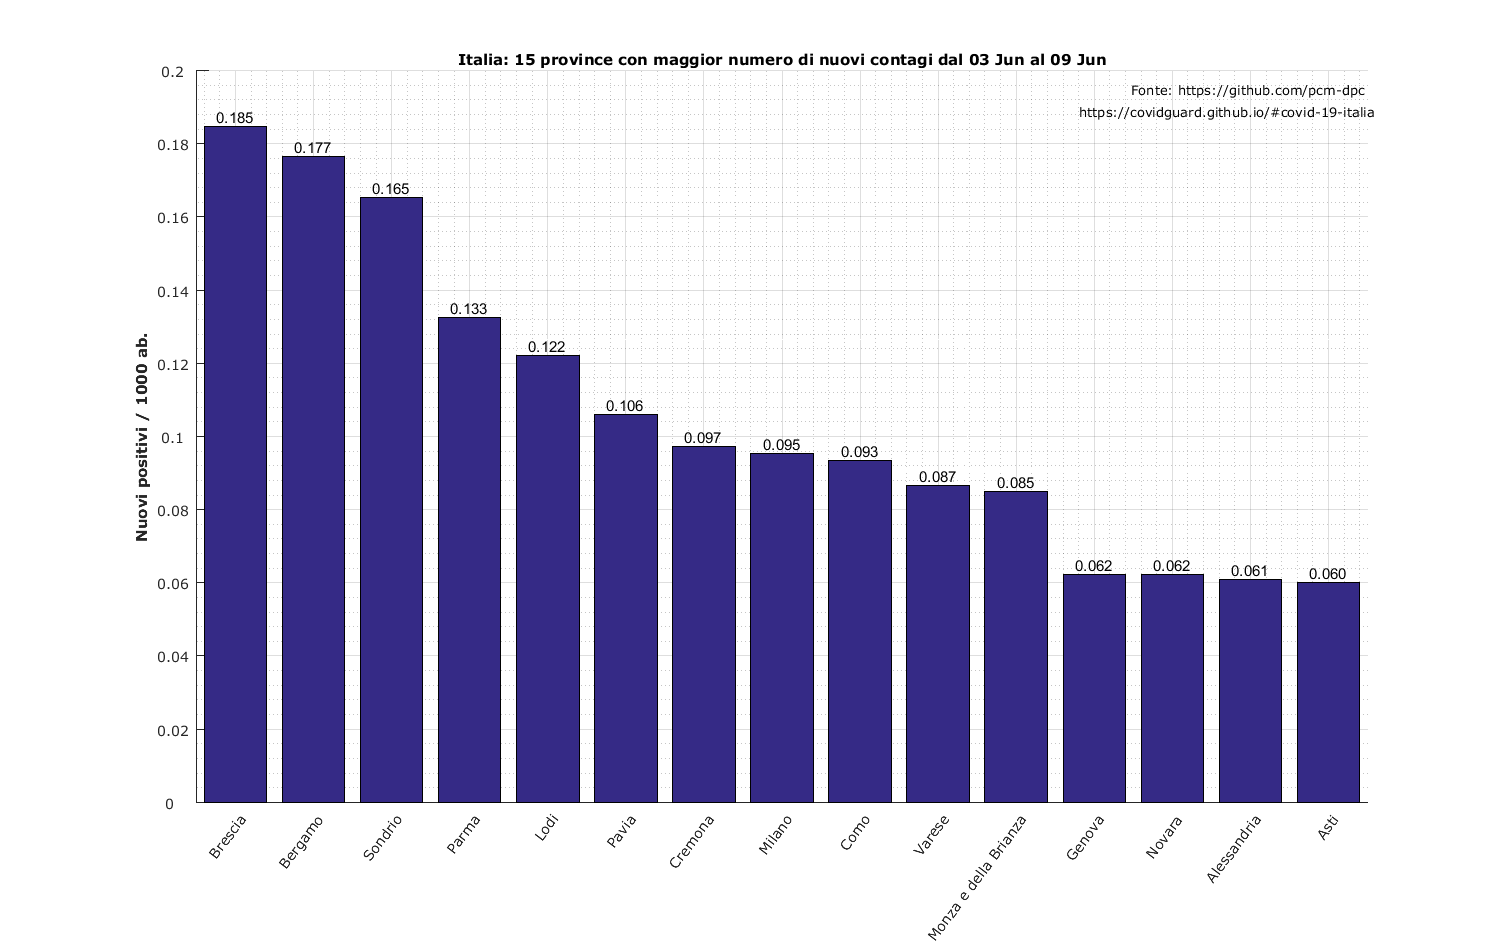 Italia: 15 province con maggior numero di nuovi contagi dal 03 Jun al 09 Jun
Fonte: https://github.com/pcm-dpc
https://covidguard.github.io/#covid-19-italia
Nuovi positivi / 1000 ab.
0.2
0.18
0.16
0.14
0.12
0.1
0.08
0.06
0.04
0.02
0
0.185
0.177
0.165
0.133
0.122
0.106
0.097
0.095
0.093
0.087
0.085
0.062
0.062
0.061
0.060
Brescia
Bergamo
Sondrio
Parma
Lodi
Pavia
Cremona
Milano
Como
Varese
Monza e della Brianza
Genova
Novara
Alessandria
Asti